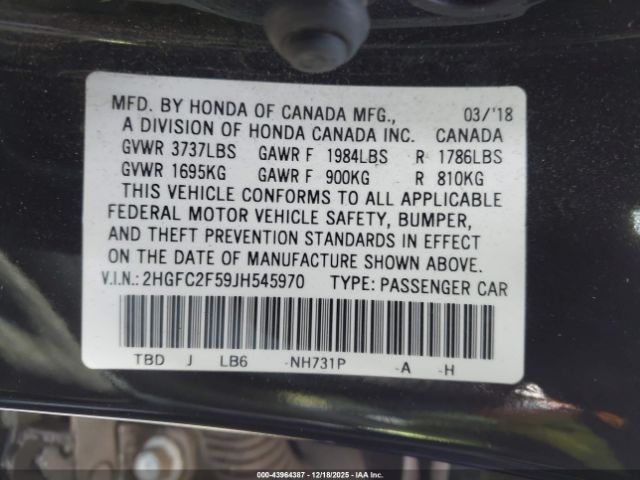 MFD. BY HONDA OF CANADA MFG., 03/'18
A DIVISION OF HONDA CANADA INC. CANADA
GVWR 3737LBS GAWR F 1984LBS R 1786LBS
GVWR 1695KG GAWR F 900KG R 810KG
THIS VEHICLE CONFORMS TO ALL APPLICABLE
FEDERAL MOTOR VEHICLE SAFETY, BUMPER,
AND THEFT PREVENTION STANDARDS IN EFFECT
ON THE DATE OF MANUFACTURE SHOWN ABOVE.
V.I.N.: 2HGFC2F59JH545970 TYPE: PASSENGER CAR
TBD J LB6 -NH731P -A -H
© 43964387 - 12/18/2025 - IAA Inc.